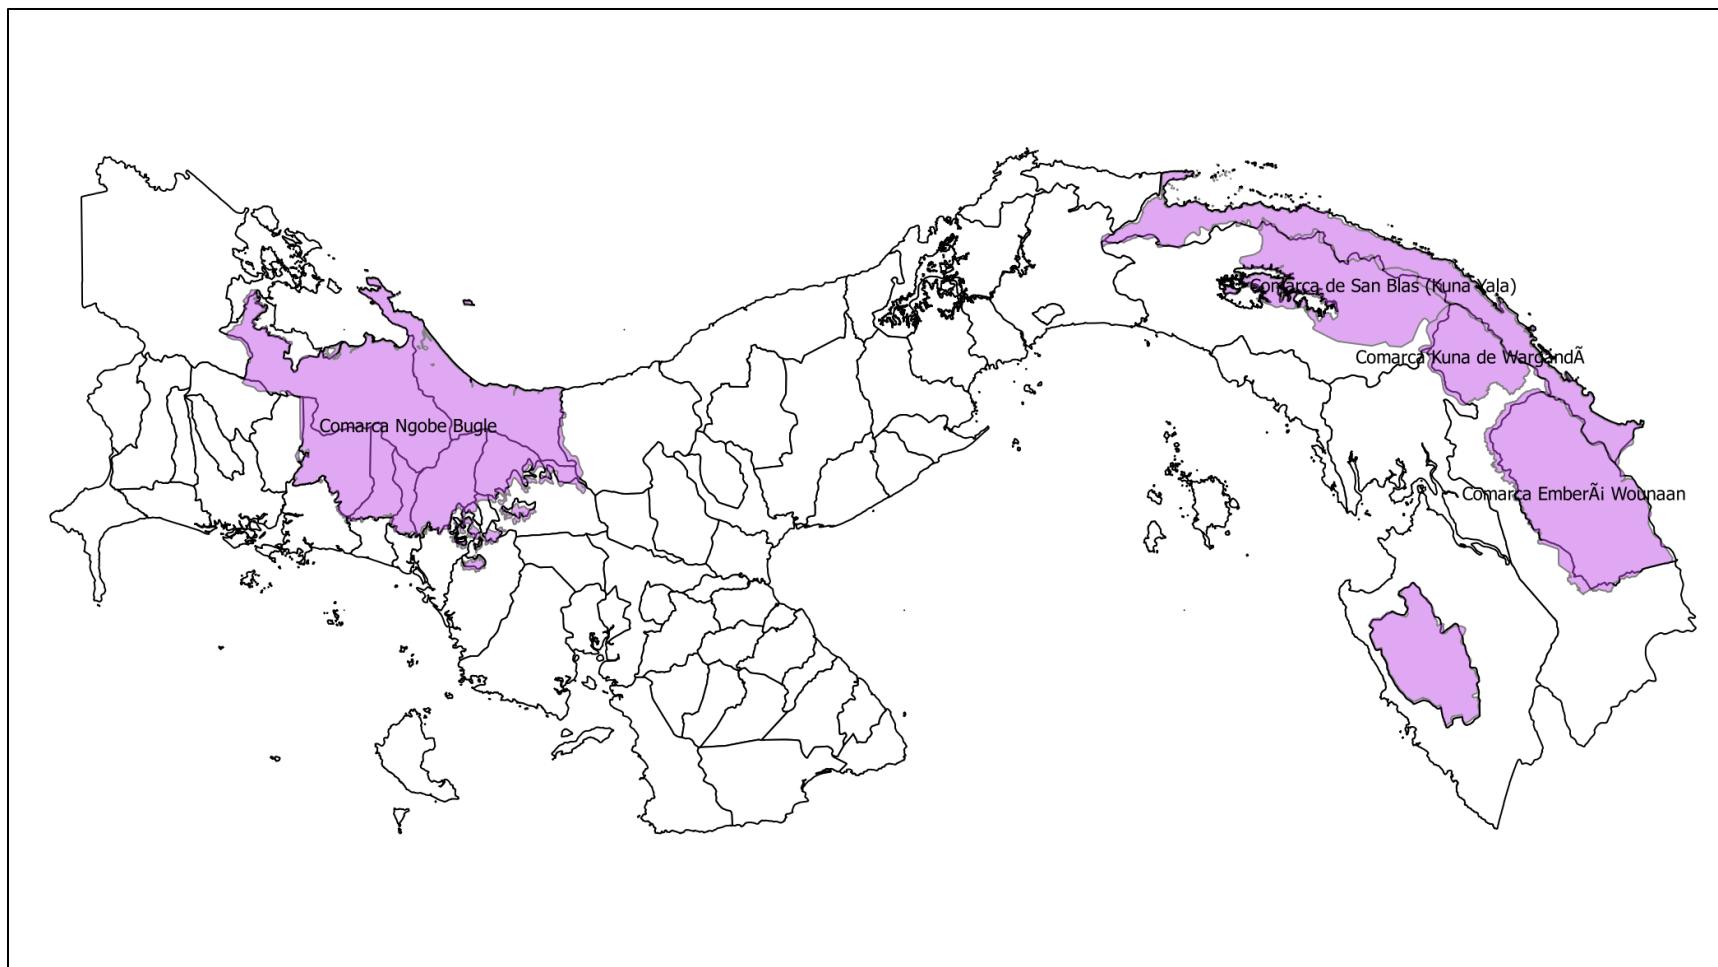 Comarca de San Blas (Kuna Yala)
Comarca Kuna de WargandÃ
Comarca Ngobe Bugle
Comarca EmberÃi Wounaan